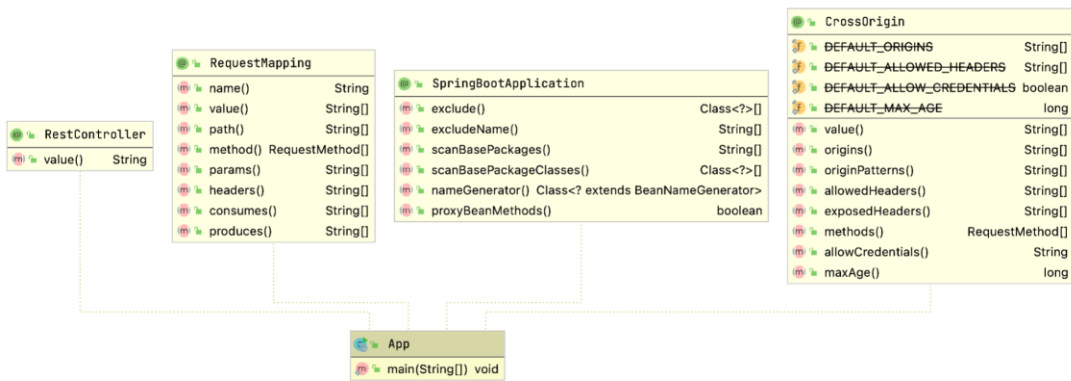 RestController
value() String
RequestMapping
name() String
value() String[]
path() String[]
method() RequestMethod[]
params() String[]
headers() String[]
consumes() String[]
produces() String[]
SpringBootApplication
exclude() Class<?>[]
excludeName() String[]
scanBasePackages() String[]
scanBasePackageClasses() Class<?>[]
nameGenerator() Class<? extends BeanNameGenerator>
proxyBeanMethods() boolean
CrossOrigin
DEFAULT_ORIGINS String[]
DEFAULT_ALLOWED_HEADERS String[]
DEFAULT_ALLOW_CREDENTIALS boolean
DEFAULT_MAX_AGE long
value() String[]
origins() String[]
originPatterns() String[]
allowedHeaders() String[]
exposedHeaders() String[]
methods() RequestMethod[]
allowCredentials() String
maxAge() long
App
main(String[]) void